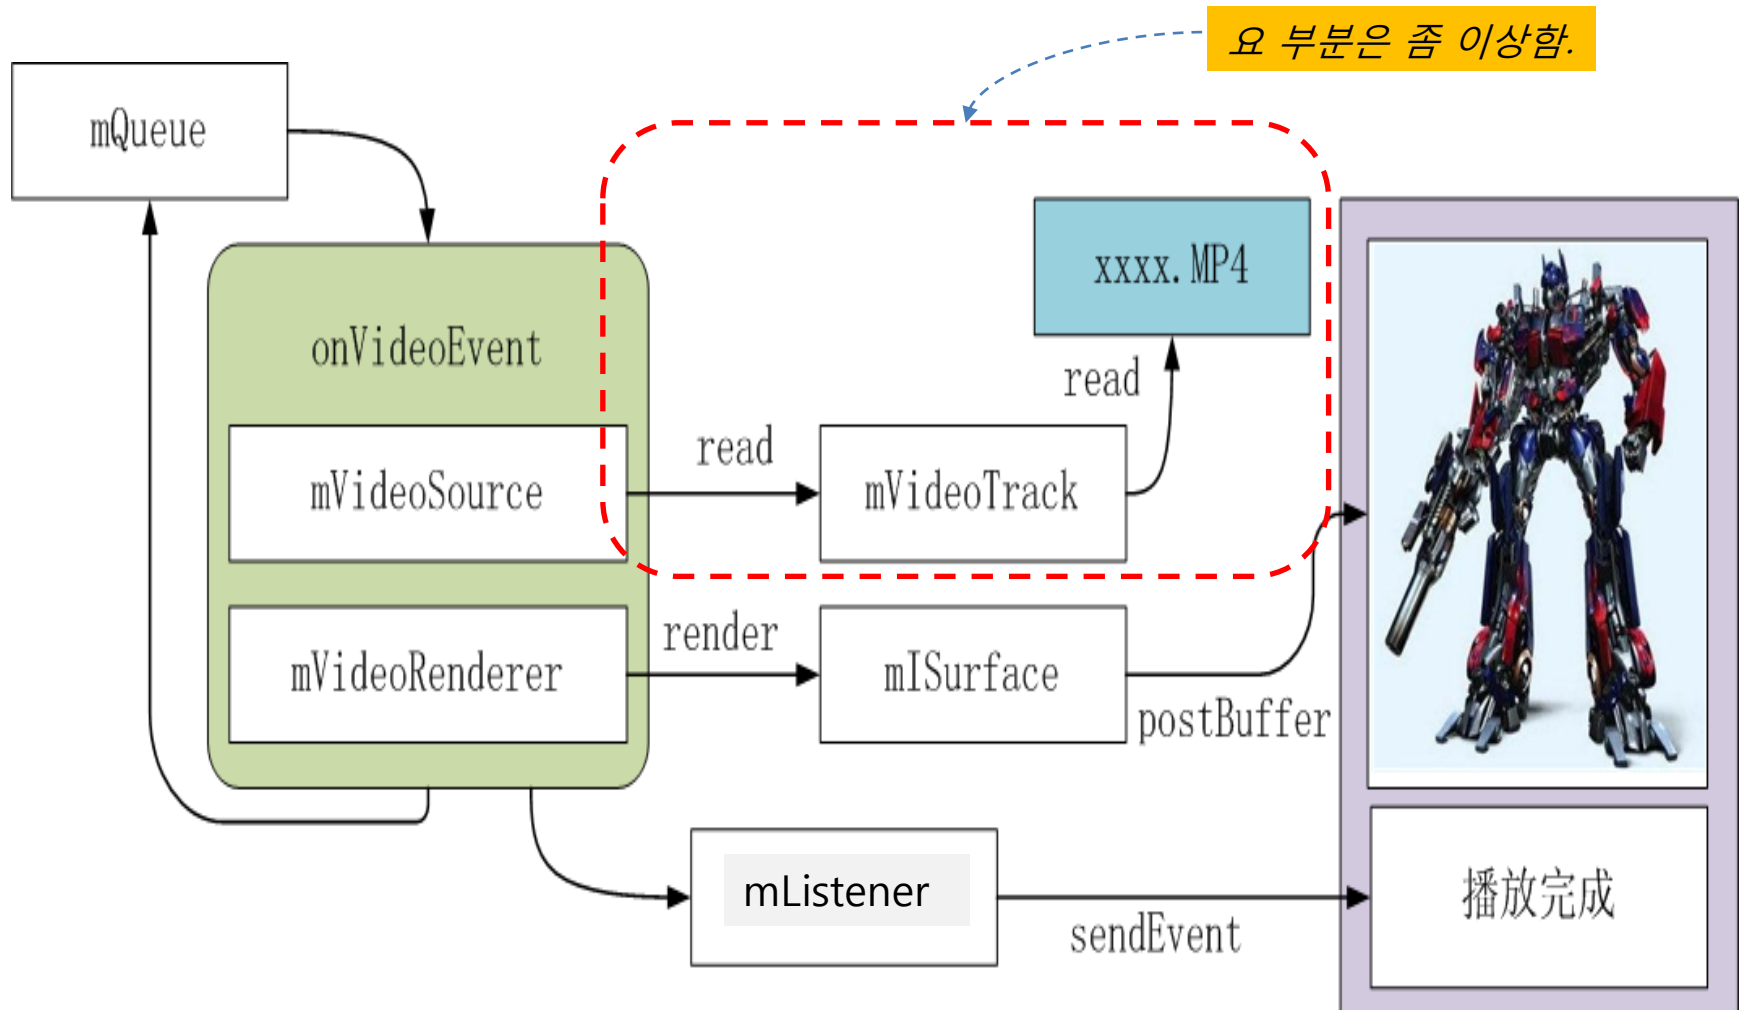 요 부분은 좀 이상함.
mQueue
xxxx.MP4
onVideoEvent
read
read
mVideoSource
mVideoTrack
render
mVideoRenderer
mISurface
postBuffer
mListener
播放完成
sendEvent